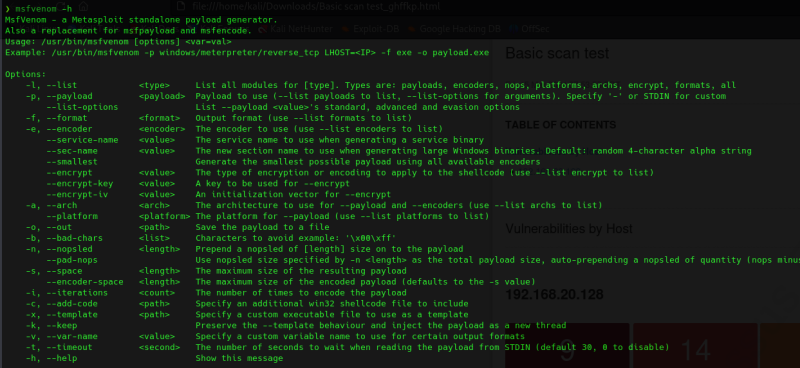 file:///home/kali/Downloads/Basic scan test_ghffkp.html
❯ msfvenom -h
MsfVenom - a Metasploit standalone payload generator.
Also a replacement for msfpayload and msfencode.
Usage: /usr/bin/msfvenom [options] <var=val>
Example: /usr/bin/msfvenom -p windows/meterpreter/reverse_tcp LHOST=<IP> -f exe -o payload.exe
Options:
-l, --list <type> List all modules for [type]. Types are: payloads, encoders, nops, platforms, archs, encrypt, formats, all
-p, --payload <payload> Payload to use (--list payloads to list, --list-options for arguments). Specify '-' or STDIN for custom
--list-options List --payload <value>'s standard, advanced and evasion options
-f, --format <format> Output format (use --list formats to list)
-e, --encoder <encoder> The encoder to use (use --list encoders to list)
--service-name <value> The service name to use when generating a service binary
--sec-name <value> The new section name to use when generating large Windows binaries. Default: random 4-character alpha string
--smallest Generate the smallest possible payload using all available encoders
--encrypt <value> The type of encryption or encoding to apply to the shellcode (use --list encrypt to list)
--encrypt-key <value> A key to be used for --encrypt
--encrypt-iv <value> An initialization vector for --encrypt
-a, --arch <arch> The architecture to use for --payload and --encoders (use --list archs to list)
--platform <platform> The platform for --payload (use --list platforms to list)
-o, --out <path> Save the payload to a file
-b, --bad-chars <list> Characters to avoid example: '\x00\xff'
-n, --nopsled <length> Prepend a nopsled of [length] size on to the payload
--pad-nops Use nopsled size specified by -n <length> as the total payload size, auto-prepending a nopsled of quantity (nops minus
-s, --space <length> The maximum size of the resulting payload
--encoder-space <length> The maximum size of the encoded payload (defaults to the -s value)
-i, --iterations <count> The number of times to encode the payload
-c, --add-code <path> Specify an additional win32 shellcode file to include
-x, --template <path> Specify a custom executable file to use as a template
-k, --keep Preserve the --template behaviour and inject the payload as a new thread
-v, --var-name <value> Specify a custom variable name to use for certain output formats
-t, --timeout <second> The number of seconds to wait when reading the payload from STDIN (default 30, 0 to disable)
-h, --help Show this message
Kali NetHunter Exploit-DB Google Hacking DB OffSec
Basic scan test
TABLE OF CONTENTS
Vulnerabilities by Host
192.168.20.128
9 14